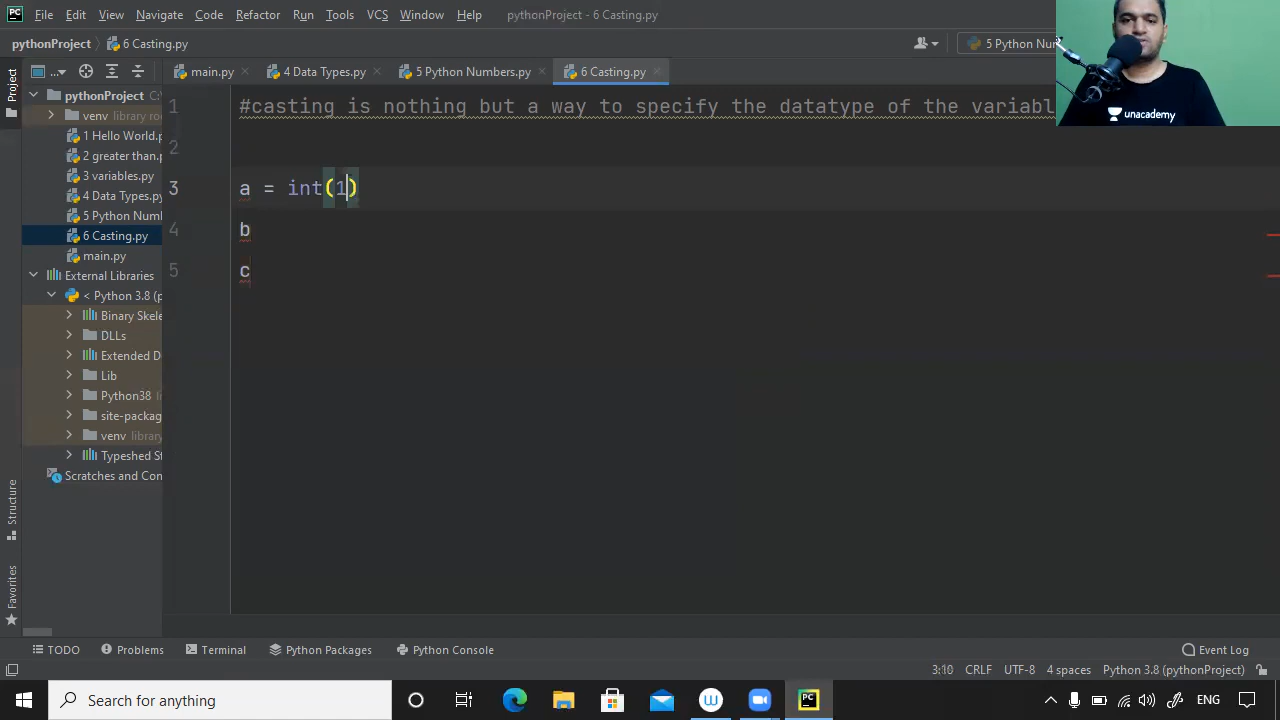 File Edit View Navigate Code Refactor Run Tools VCS Window Help pythonProject - 6 Casting.py
pythonProject 6 Casting.py 5 Python Num
Project ... main.py 4 Data Types.py 5 Python Numbers.py 6 Casting.py
pythonProject C:
venv library ro
1 Hello World.p
2 greater than.p
3 variables.py
4 Data Types.py
5 Python Num
6 Casting.py
main.py
External Libraries
< Python 3.8 (p
Binary Skele
DLLs
Extended D
Lib
Python38
site-packag
venv library
Typeshed St
Scratches and Con
1 #casting is nothing but a way to specify the datatype of the variabl
2
3 a = int(1)
4 b
5 c
unacademy
Structure
Favorites
TODO Problems Terminal Python Packages Python Console Event Log
3:10 CRLF UTF-8 4 spaces Python 3.8 (pythonProject)
Search for anything ENG